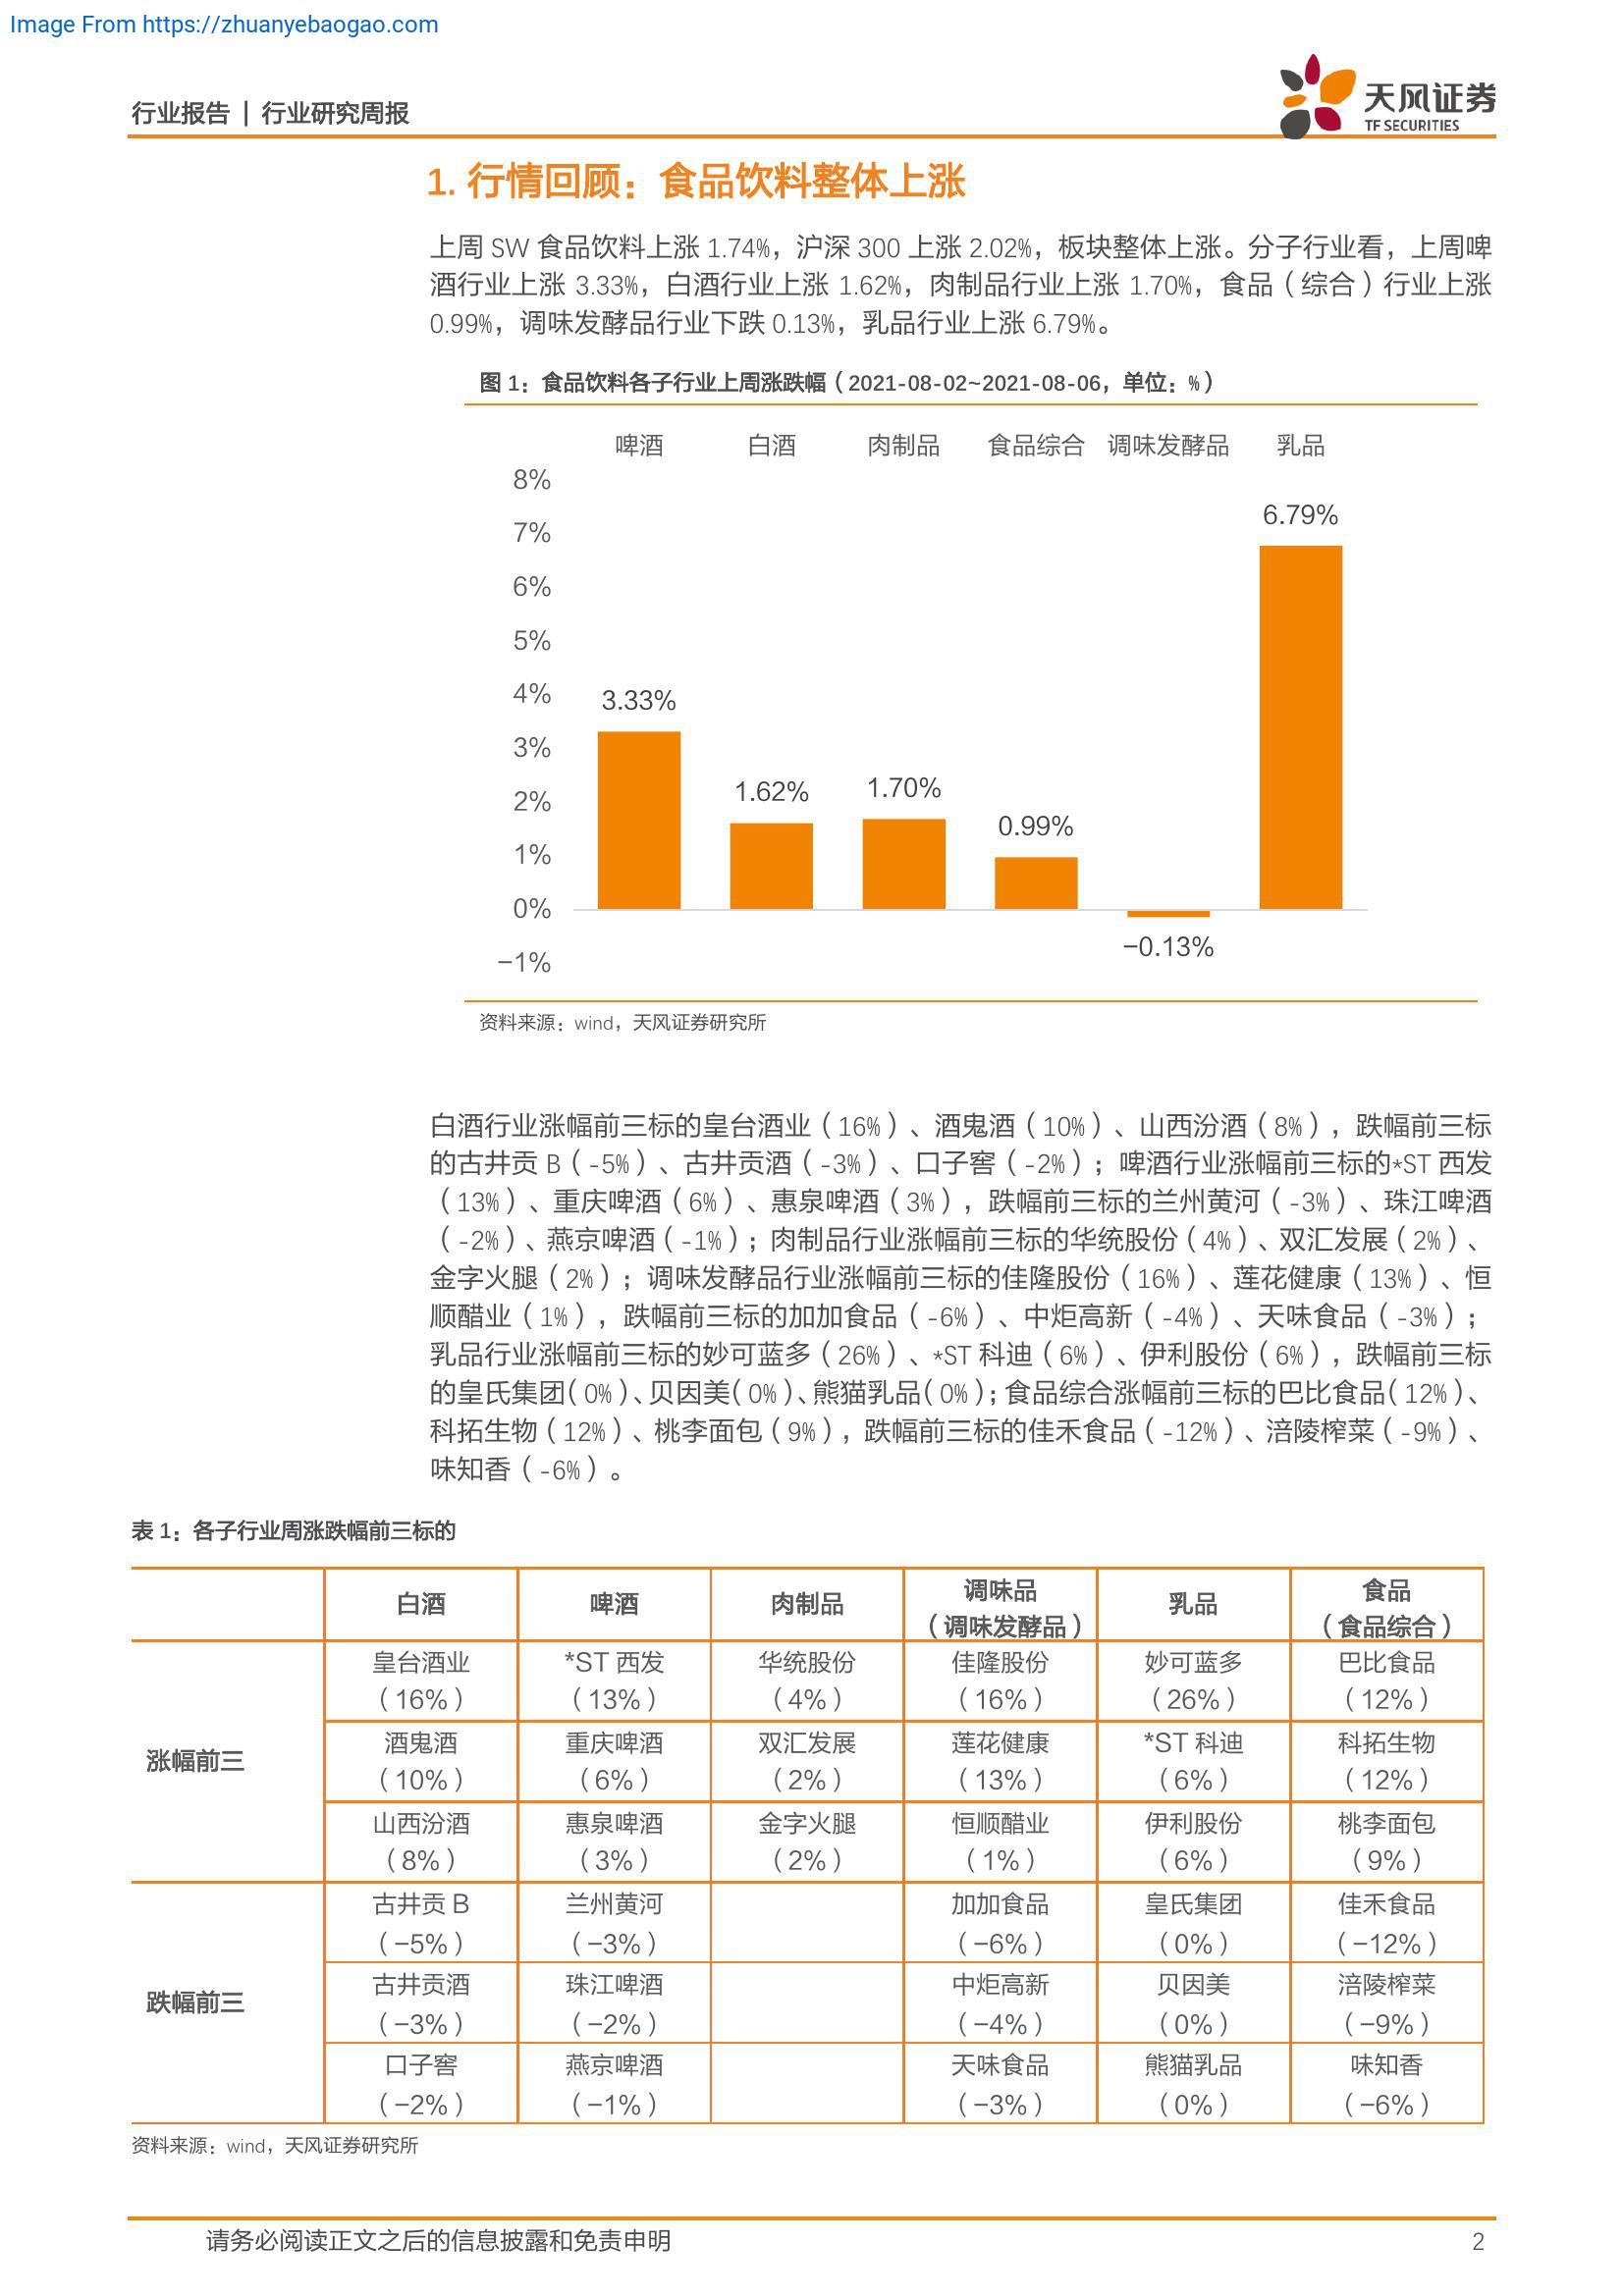 Image From https://zhuanyebaogao.com
行业报告 | 行业研究周报
天风证券
TF SECURITIES
1. 行情回顾：食品饮料整体上涨
上周 SW 食品饮料上涨 1.74%，沪深 300 上涨 2.02%，板块整体上涨。分子行业看，上周啤
酒行业上涨 3.33%，白酒行业上涨 1.62%，肉制品行业上涨 1.70%，食品（综合）行业上涨
0.99%，调味发酵品行业下跌 0.13%，乳品行业上涨 6.79%。
图 1：食品饮料各子行业上周涨跌幅（2021-08-02~2021-08-06，单位：%）
啤酒 白酒 肉制品 食品综合 调味发酵品 乳品
8%
7%
6%
5%
4%
3%
2%
1%
0%
−1%
3.33%
1.62%
1.70%
0.99%
−0.13%
6.79%
资料来源：wind，天风证券研究所
白酒行业涨幅前三标的皇台酒业（16%）、酒鬼酒（10%）、山西汾酒（8%），跌幅前三标
的古井贡 B（-5%）、古井贡酒（-3%）、口子窖（-2%）；啤酒行业涨幅前三标的*ST 西发
（13%）、重庆啤酒（6%）、惠泉啤酒（3%），跌幅前三标的兰州黄河（-3%）、珠江啤酒
（-2%）、燕京啤酒（-1%）；肉制品行业涨幅前三标的华统股份（4%）、双汇发展（2%）、
金字火腿（2%）；调味发酵品行业涨幅前三标的佳隆股份（16%）、莲花健康（13%）、恒
顺醋业（1%），跌幅前三标的加加食品（-6%）、中炬高新（-4%）、天味食品（-3%）；
乳品行业涨幅前三标的妙可蓝多（26%）、*ST 科迪（6%）、伊利股份（6%），跌幅前三标
的皇氏集团（0%）、贝因美（0%）、熊猫乳品（0%）；食品综合涨幅前三标的巴比食品（12%）、
科拓生物（12%）、桃李面包（9%），跌幅前三标的佳禾食品（-12%）、涪陵榨菜（-9%）、
味知香（-6%）。
表 1：各子行业周涨跌幅前三标的
白酒 啤酒 肉制品 调味品 乳品 食品
（调味发酵品） （食品综合）
涨幅前三
皇台酒业 *ST 西发 华统股份 佳隆股份 妙可蓝多 巴比食品
（16%） （13%） （4%） （16%） （26%） （12%）
酒鬼酒 重庆啤酒 双汇发展 莲花健康 *ST 科迪 科拓生物
（10%） （6%） （2%） （13%） （6%） （12%）
山西汾酒 惠泉啤酒 金字火腿 恒顺醋业 伊利股份 桃李面包
（8%） （3%） （2%） （1%） （6%） （9%）
跌幅前三
古井贡 B 兰州黄河 加加食品 皇氏集团 佳禾食品
（−5%） （−3%） （−6%） （0%） （−12%）
古井贡酒 珠江啤酒 中炬高新 贝因美 涪陵榨菜
（−3%） （−2%） （−4%） （0%） （−9%）
口子窖 燕京啤酒 天味食品 熊猫乳品 味知香
（−2%） （−1%） （−3%） （0%） （−6%）
资料来源：wind，天风证券研究所
请务必阅读正文之后的信息披露和免责申明 2